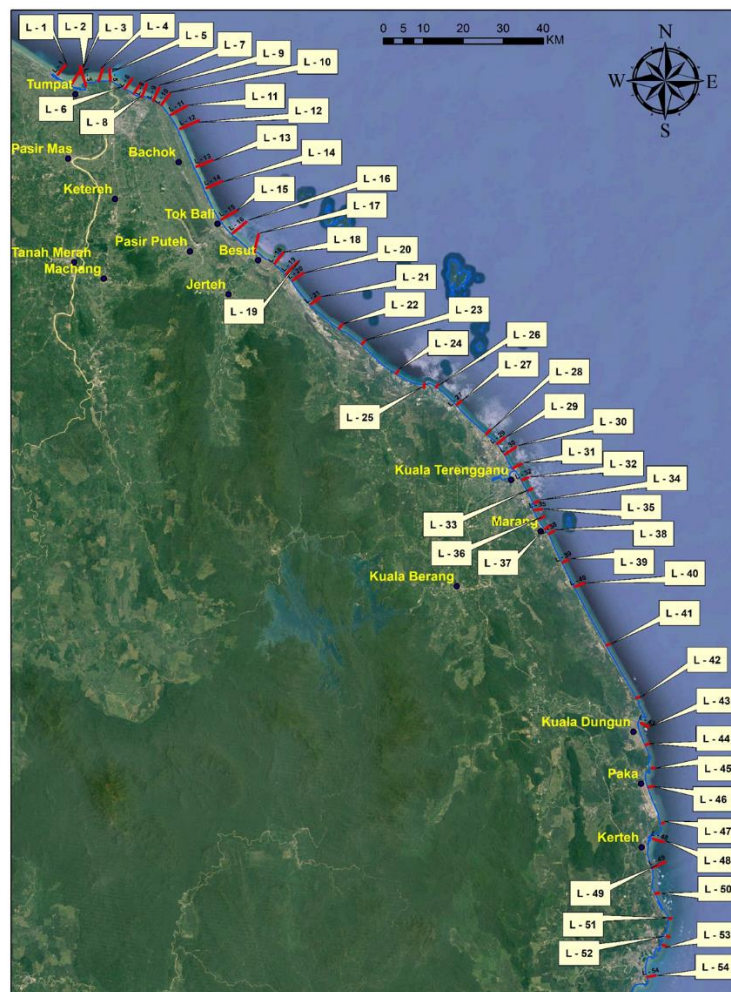 L - 1
L - 2
L - 3
L - 4
L - 5
L - 7
L - 9
L - 10
0 5 10 20 30 40
KM
N
W E
S
Tumpat
L - 6
L - 8
L - 11
L - 12
Pasir Mas
Bachok
L - 13
L - 14
Ketereh
L - 15
L - 16
Tok Bali
L - 17
Pasir Puteh
Besut
L - 18
Tanah Merah
Machang
L - 20
Jerteh
L - 21
L - 19
L - 22
L - 23
L - 24
L - 26
L - 27
L - 25
L - 28
L - 29
L - 30
L - 31
Kuala Terengganu
L - 32
L - 34
L - 33
L - 35
Marang
L - 38
L - 36
L - 37
L - 39
Kuala Berang
L - 40
L - 41
L - 42
L - 43
Kuala Dungun
L - 44
L - 45
Paka
L - 46
L - 47
Kerteh
L - 48
L - 49
L - 50
L - 51
L - 53
L - 52
L - 54